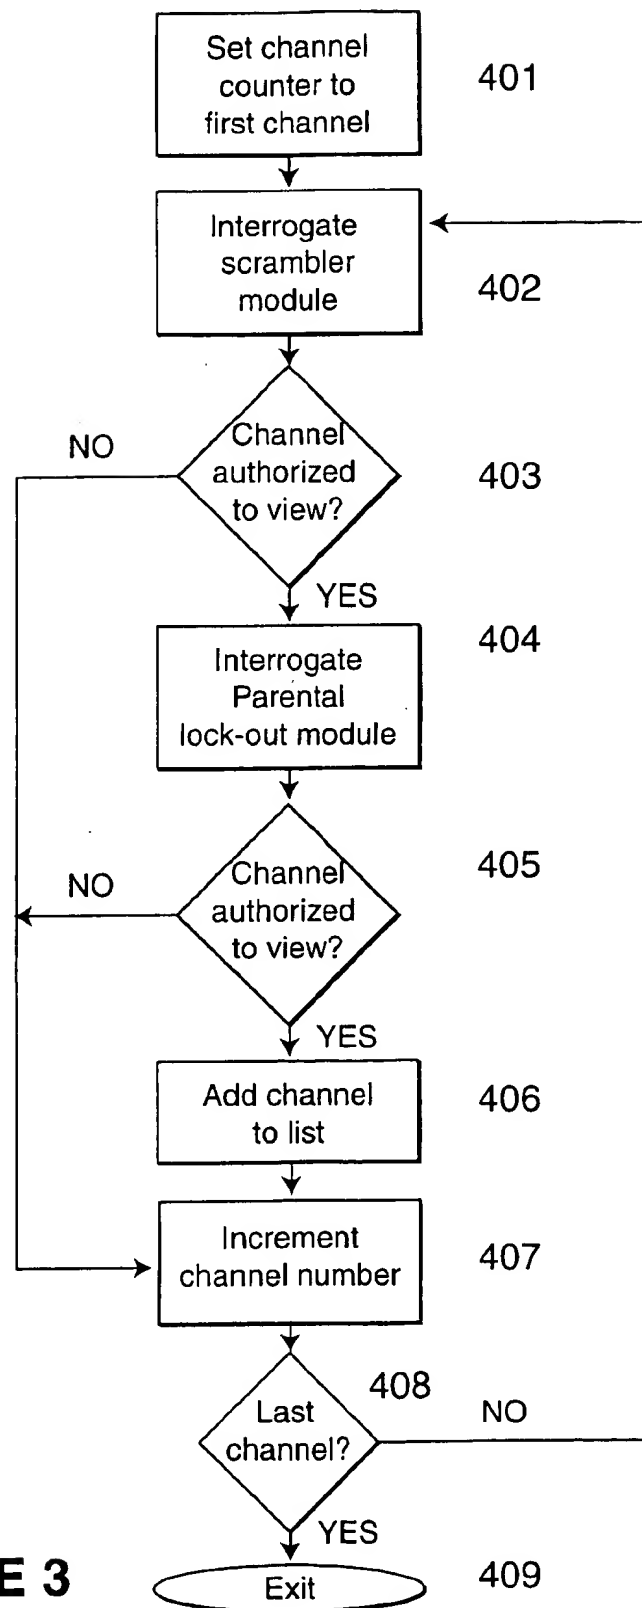 Set channel
counter to
first channel
401
Interrogate
scrambler
module
402
Channel
authorized
to view?
403
NO
YES
Interrogate
Parental
lock-out module
404
Channel
authorized
to view?
405
NO
YES
Add channel
to list
406
Increment
channel number
407
Last
channel?
408
NO
YES
Exit
409
E 3